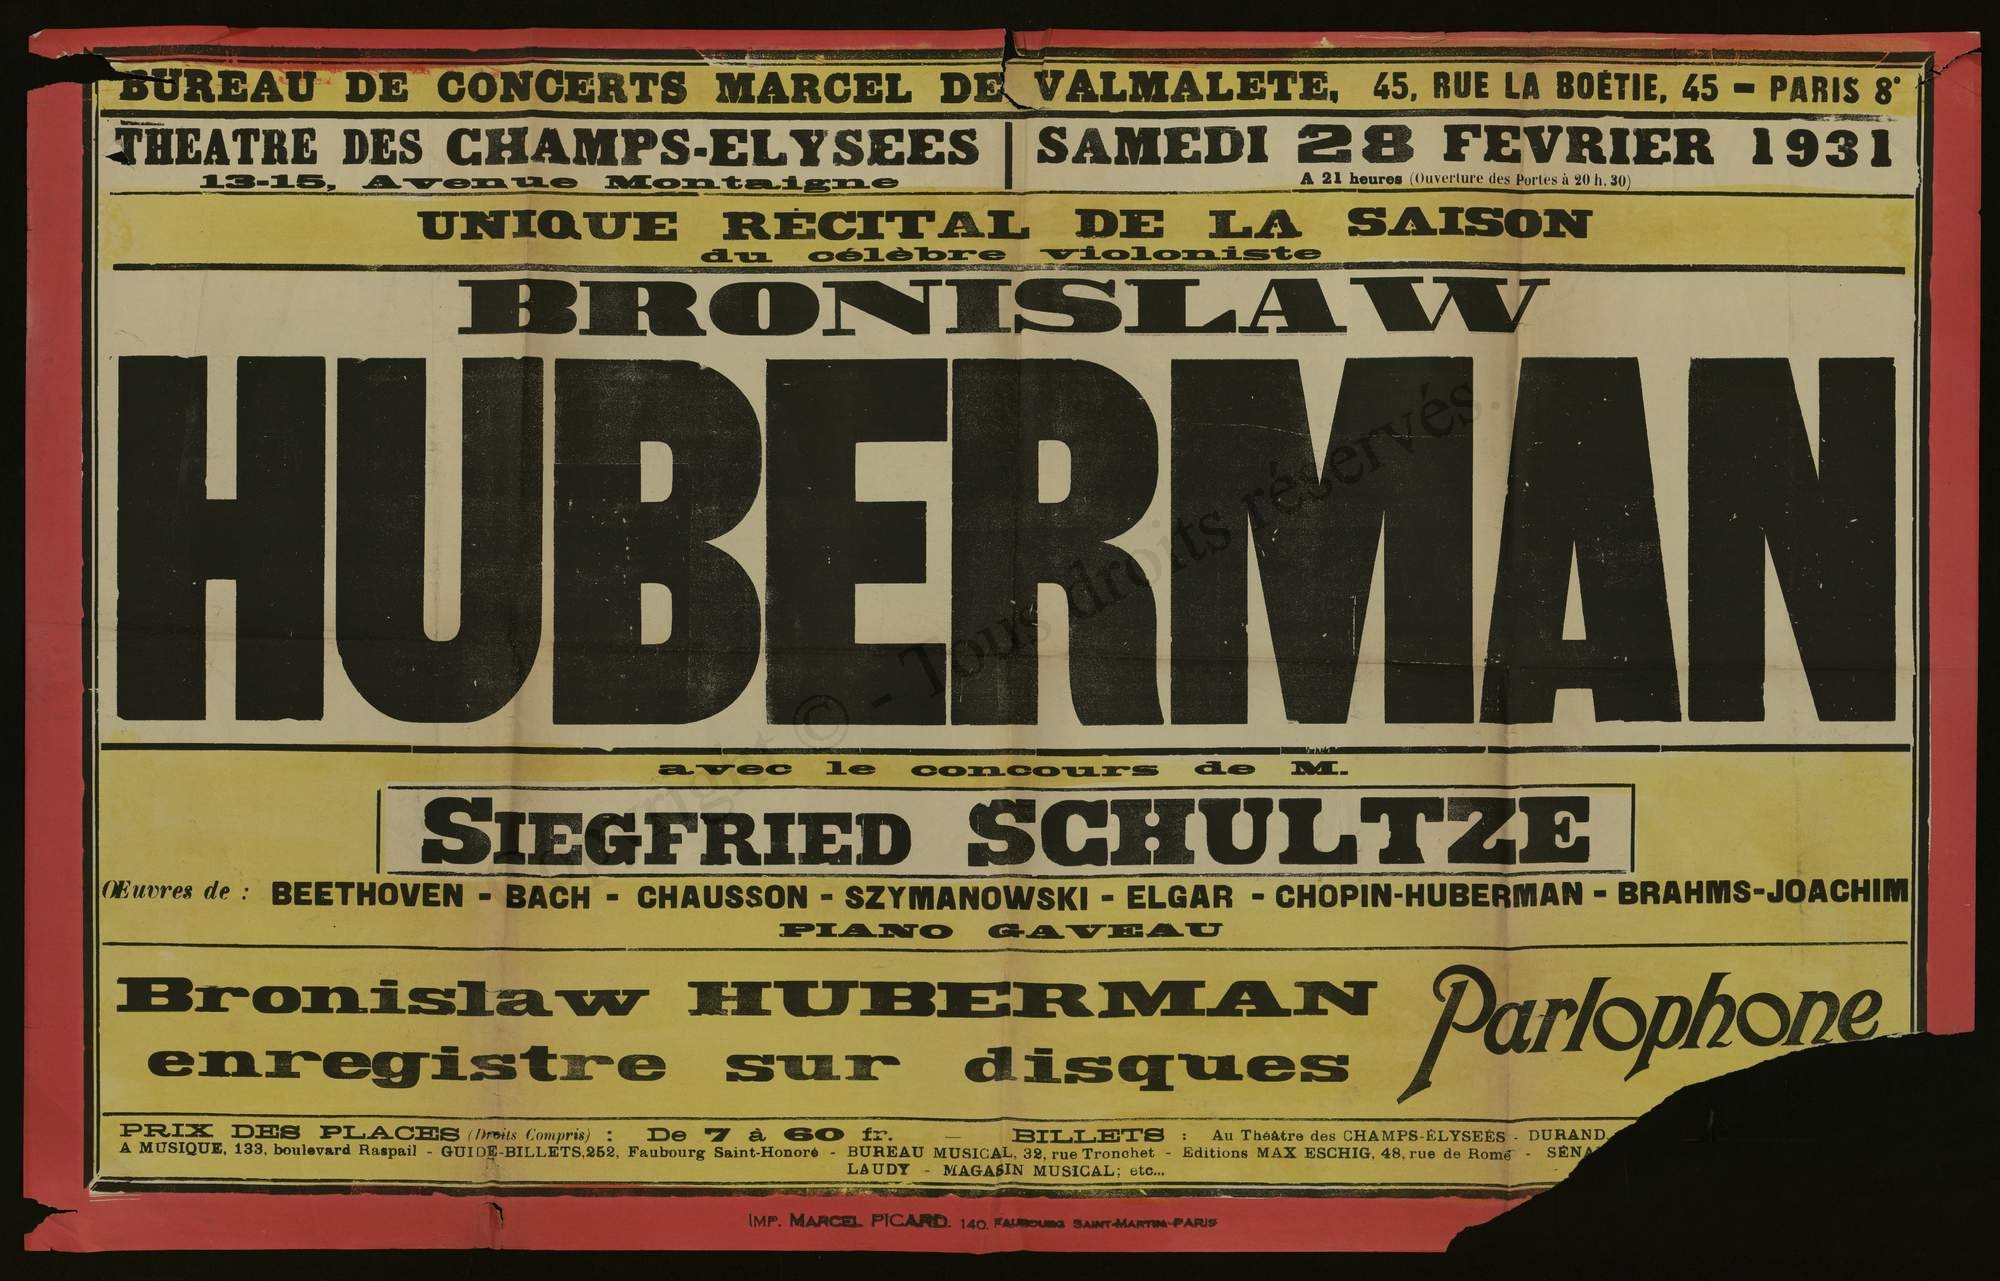 BUREAU DE CONCERTS MARCEL DE VALMALETE, 45, RUE LA BOÉTIE, 45 - PARIS 8e
THEATRE DES CHAMPS-ELYSEES
13-15, Avenue Montaigne
SAMEDI 28 FEVRIER 1931
A 21 heures (Ouverture des Portes à 20 h. 30)
UNIQUE RÉCITAL DE LA SAISON
du célèbre violoniste
BRONISLAW
HUBERMAN
avec le concours de M.
SIEGFRIED SCHULTZE
Œuvres de : BEETHOVEN - BACH - CHAUSSON - SZYMANOWSKI - ELGAR - CHOPIN-HUBERMAN - BRAHMS-JOACHIM
PIANO GAVEAU
Bronislaw HUBERMAN
enregistre sur disques
Parlophone
PRIX DES PLACES (Droits Compris) : De 7 à 60 fr. — BILLETS : Au Théâtre des CHAMPS-ÉLYSEÉS - DURAND,
A MUSIQUE, 133, boulevard Raspail - GUIDE-BILLETS, 252, Faubourg Saint-Honoré - BUREAU MUSICAL, 32, rue Tronchet - Editions MAX ESCHIG, 48, rue de Rome - SÉNA
LAUDY - MAGASIN MUSICAL; etc...
IMP. MARCEL PICARD. 140, FAUBOURG SAINT-MARTIN-PARIS
Copyright © - Tous droits réservés.